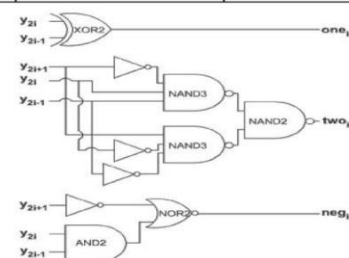 y2i XOR2 onei
y2i-1
y2i+1
y2i NAND3
y2i-1 NAND2 twoi
NAND3
y2i+1 NOR2 negi
y2i AND2
y2i-1